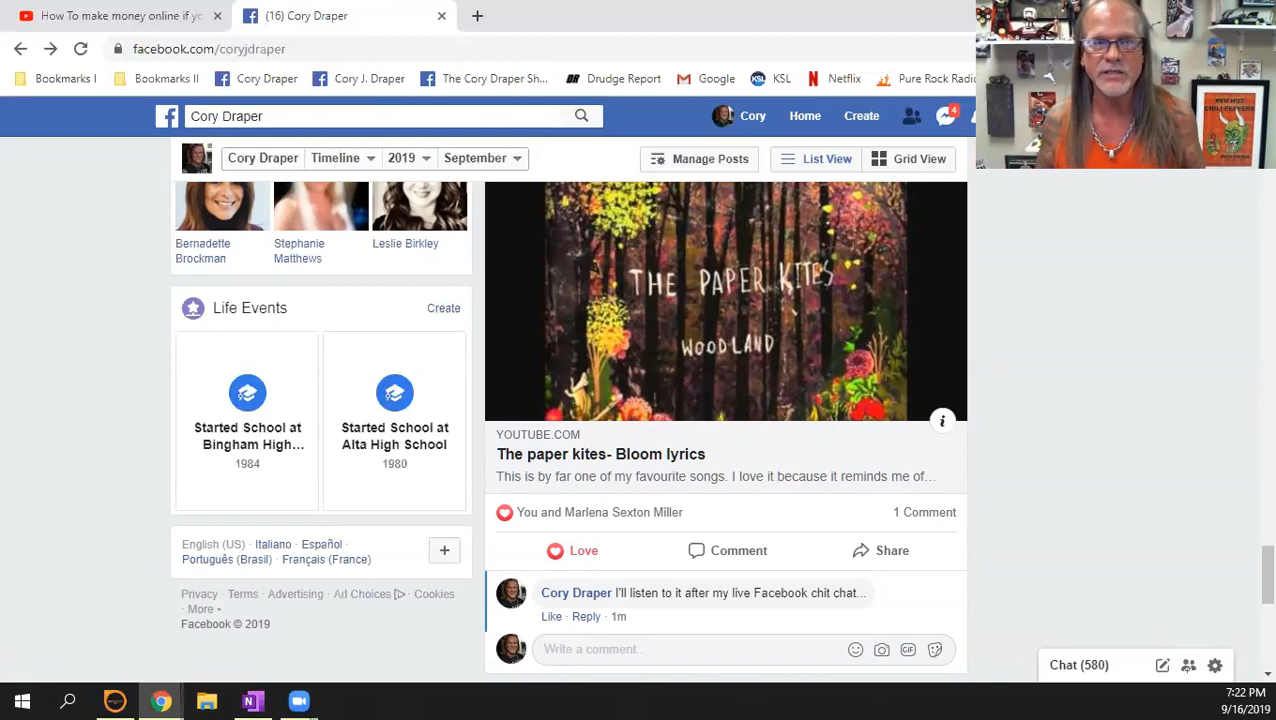 How To make money online if yo
(16) Cory Draper
facebook.com/coryjdraper
Bookmarks I
Bookmarks II
Cory Draper
Cory J. Draper
The Cory Draper Sh...
Drudge Report
Google
KSL
KSL
Netflix
Pure Rock Radio
Cory Draper
Cory
Home
Create
4
Cory Draper
Timeline
2019
September
Manage Posts
List View
Grid View
RED HOT
CHILI PEPPERS
Bernadette
Brockman
Stephanie
Matthews
Leslie Birkley
THE PAPER KITES
WOODLAND
Life Events
Create
Started School at
Bingham High...
1984
Started School at
Alta High School
1980
YOUTUBE.COM
The paper kites- Bloom lyrics
This is by far one of my favourite songs. I love it because it reminds me of...
You and Marlena Sexton Miller
1 Comment
Love
Comment
Share
English (US) · Italiano · Español ·
Português (Brasil) · Français (France)
Privacy · Terms · Advertising · Ad Choices · Cookies
· More
Facebook © 2019
Cory Draper I'll listen to it after my live Facebook chit chat...
Like · Reply · 1m
Write a comment...
GIF
Chat (580)
7:22 PM
9/16/2019